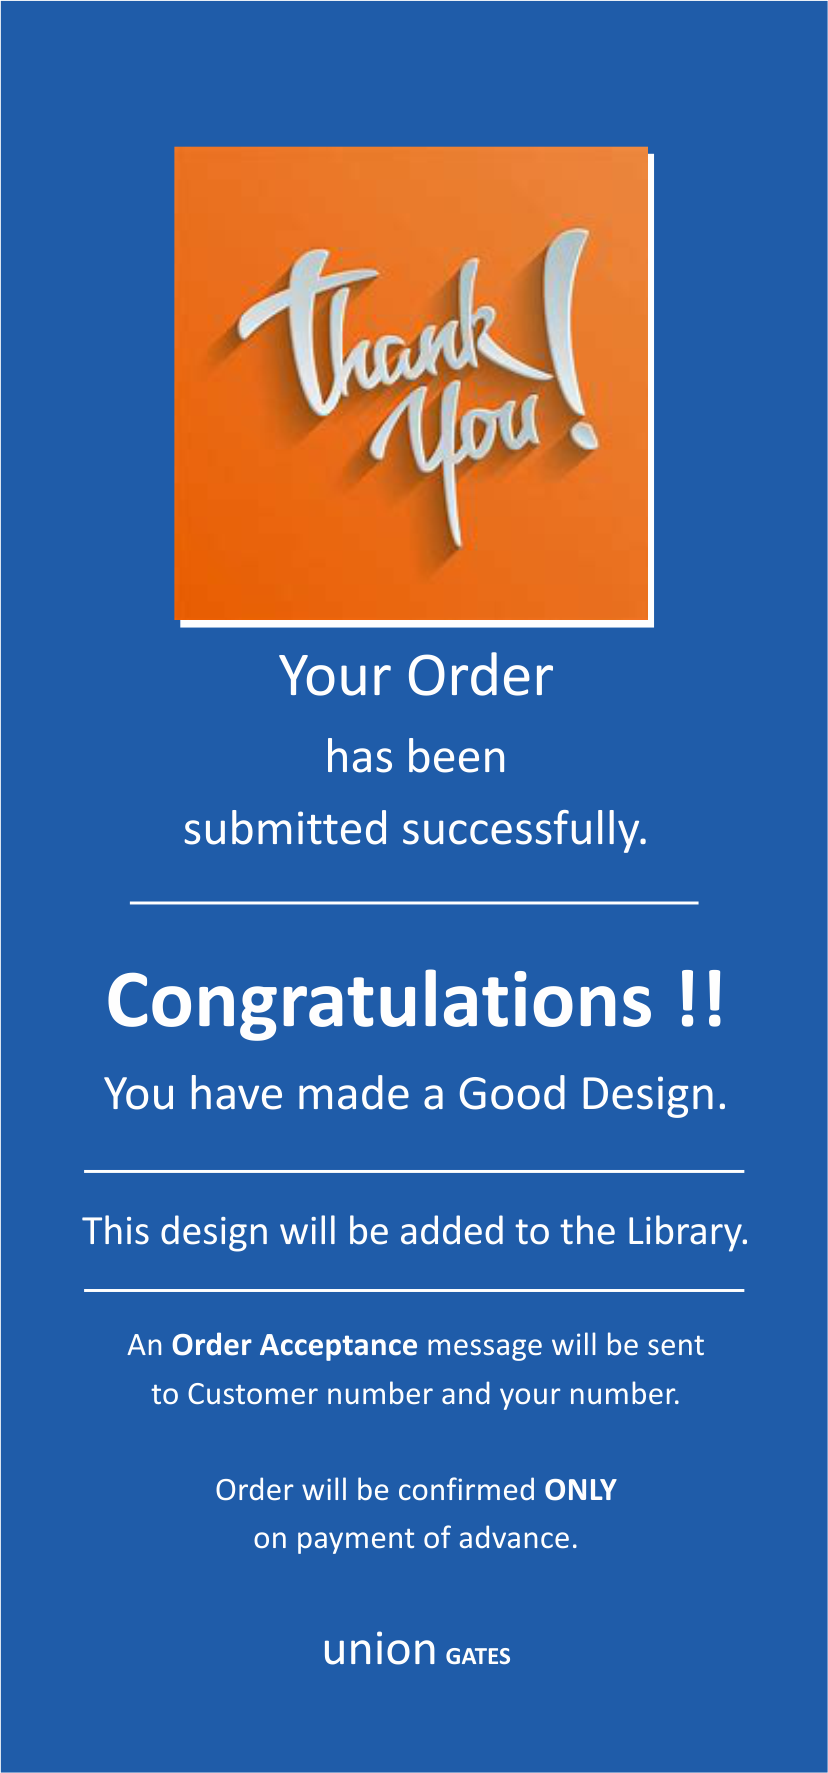 Thank
You!
Your Order
has been
submitted successfully.
Congratulations !!
You have made a Good Design.
This design will be added to the Library.
An Order Acceptance message will be sent
to Customer number and your number.
Order will be confirmed ONLY
on payment of advance.
union GATES